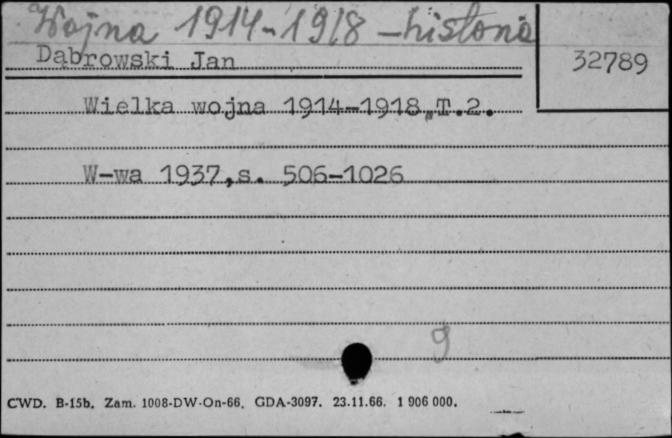 Wojna 1914-1918 - historia
Dąbrowski Jan
32789
Wielka wojna 1914-1918,T.2.
W-wa 1937,s. 506-1026
9
CWD. B-15b. Zam. 1008-DW-On-66. GDA-3097. 23.11.66. 1 906 000.